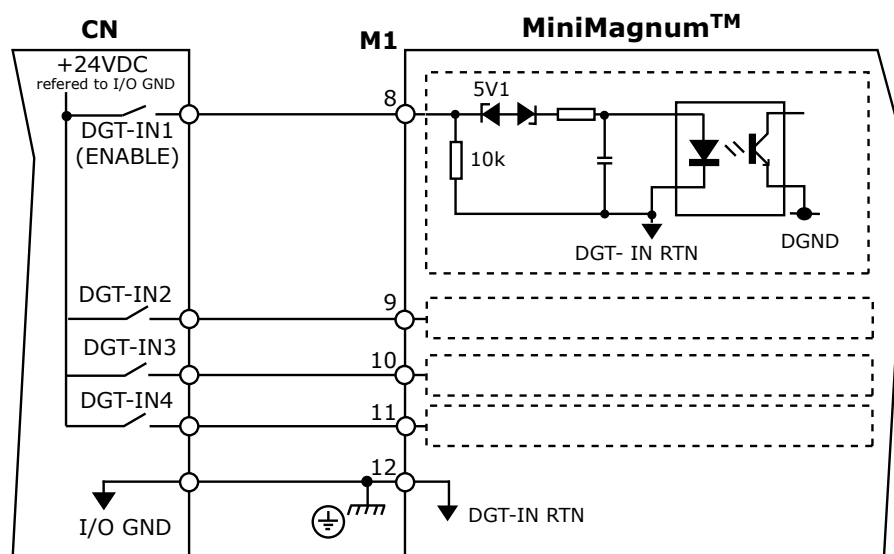 CN
M1
MiniMagnum™
+24VDC
refered to I/O GND
DGT-IN1
(ENABLE)
8
5V1
10k
DGT- IN RTN
DGND
DGT-IN2
9
DGT-IN3
10
DGT-IN4
11
12
I/O GND
DGT-IN RTN